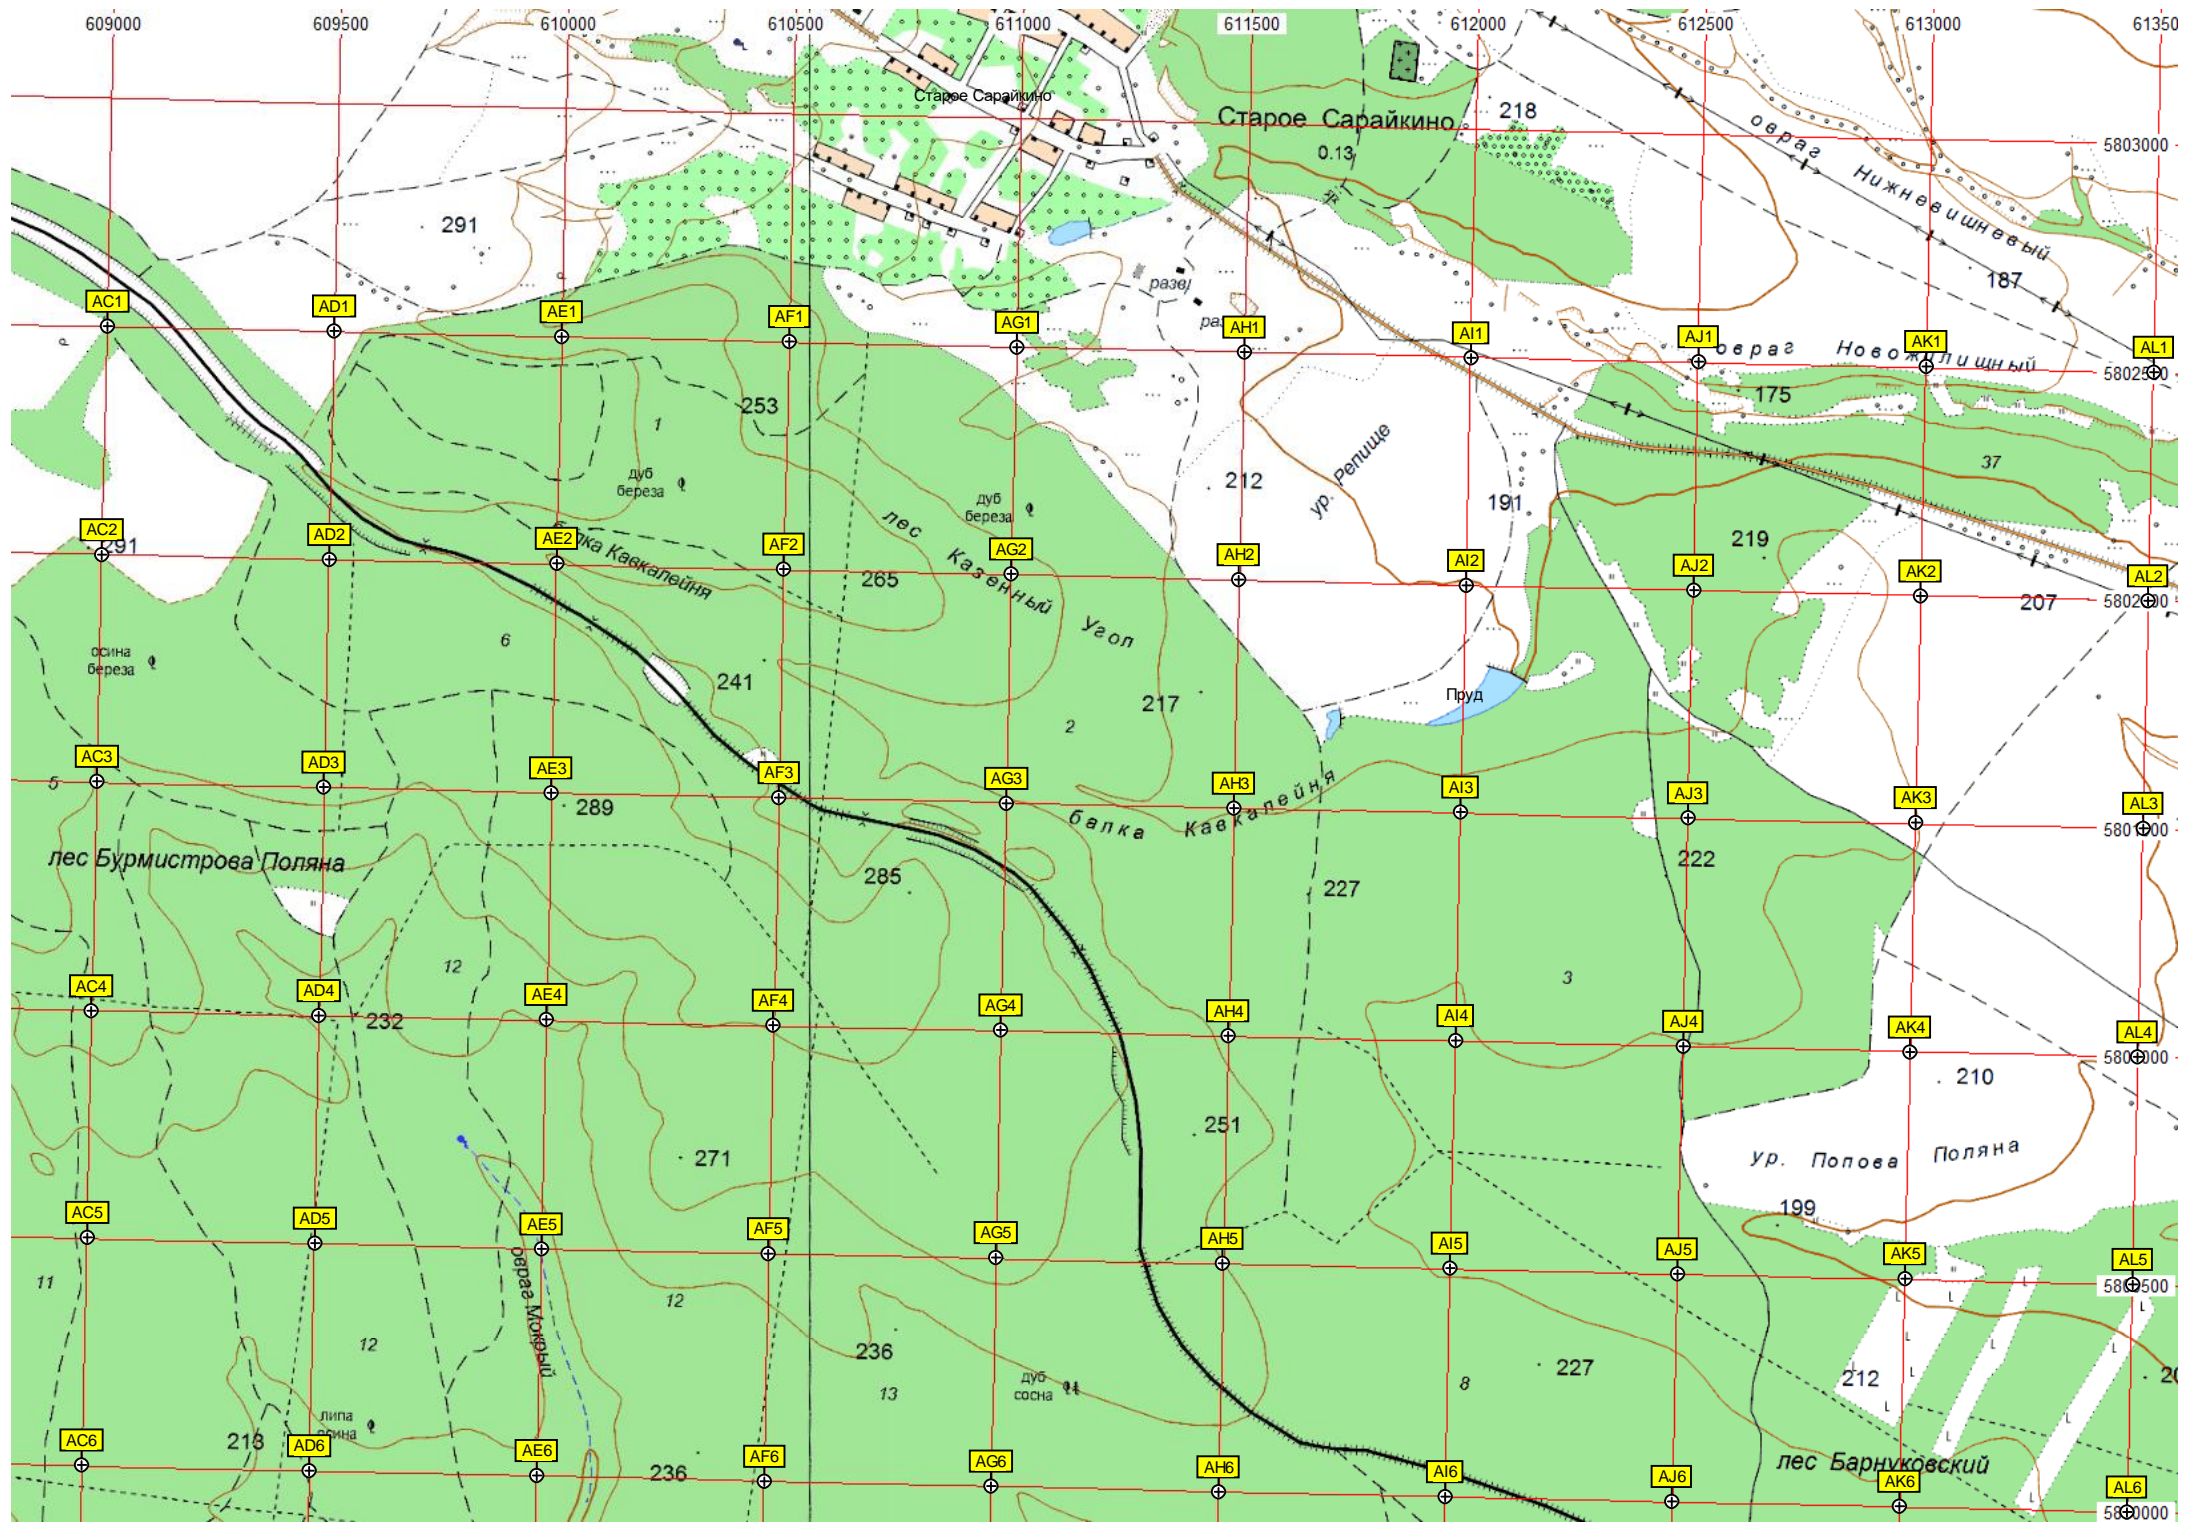 609000 609500 610000 610500 611000 611500 612000 612500 613000 61350
Старое Сарайкино
Старое Сарайкино
218
0.13
5803000
овраг Нижневишневый
291
187
разв.
AC1 AD1 AE1 AF1 AG1 AH1 AI1 AJ1 AK1 AL1
овраг Новожилищный
175
253
1
37
дуб
береза
дуб
береза
212
ур. Репище
191
219
лес Казенный Угол
291
AC2 AD2 AE2 AF2 AG2 AH2 AI2 AJ2 AK2 AL2
265
207
6
осина
береза
241
217
Пруд
2
AC3 AD3 AE3 AF3 AG3 AH3 AI3 AJ3 AK3 AL3
5
289
балка Кавкалейня
лес Бурмистрова Поляна
285
227
222
12
3
AC4 AD4 AE4 AF4 AG4 AH4 AI4 AJ4 AK4 AL4
232
210
251
271
ур. Попова Поляна
199
AC5 AD5 AE5 AF5 AG5 AH5 AI5 AJ5 AK5 AL5
11
12
овраг Мокрый
12
236
13
дуб
сосна
8
227
212
липа
213
AC6 AD6 AE6 AF6 AG6 AH6 AI6 AJ6 AK6 AL6
236
лес Барнуковский